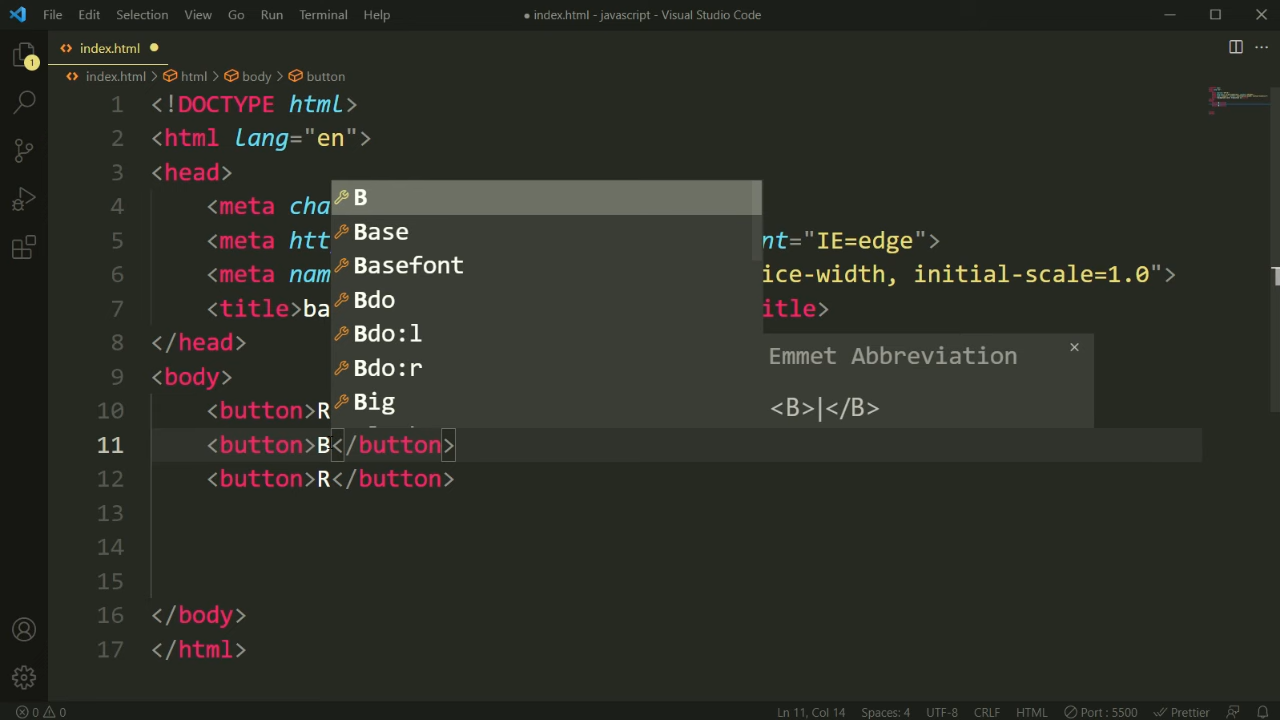 File Edit Selection View Go Run Terminal Help
● index.html - javascript - Visual Studio Code
1
index.html
index.html > html > body > button
1 <!DOCTYPE html>
2 <html lang="en">
3 <head>
4 <meta cha
5 <meta htt nt="IE=edge">
6 <meta nam ice-width, initial-scale=1.0">
7 <title>ba itle>
8 </head>
9 <body>
10 <button>R
11 <button>B</button>
12 <button>R</button>
13
14
15
16 </body>
17 </html>
B
Base
Basefont
Bdo
Bdo:l
Bdo:r
Big
Emmet Abbreviation ×
<B>|</B>
0 0 Ln 11, Col 14 Spaces: 4 UTF-8 CRLF HTML Port : 5500 Prettier